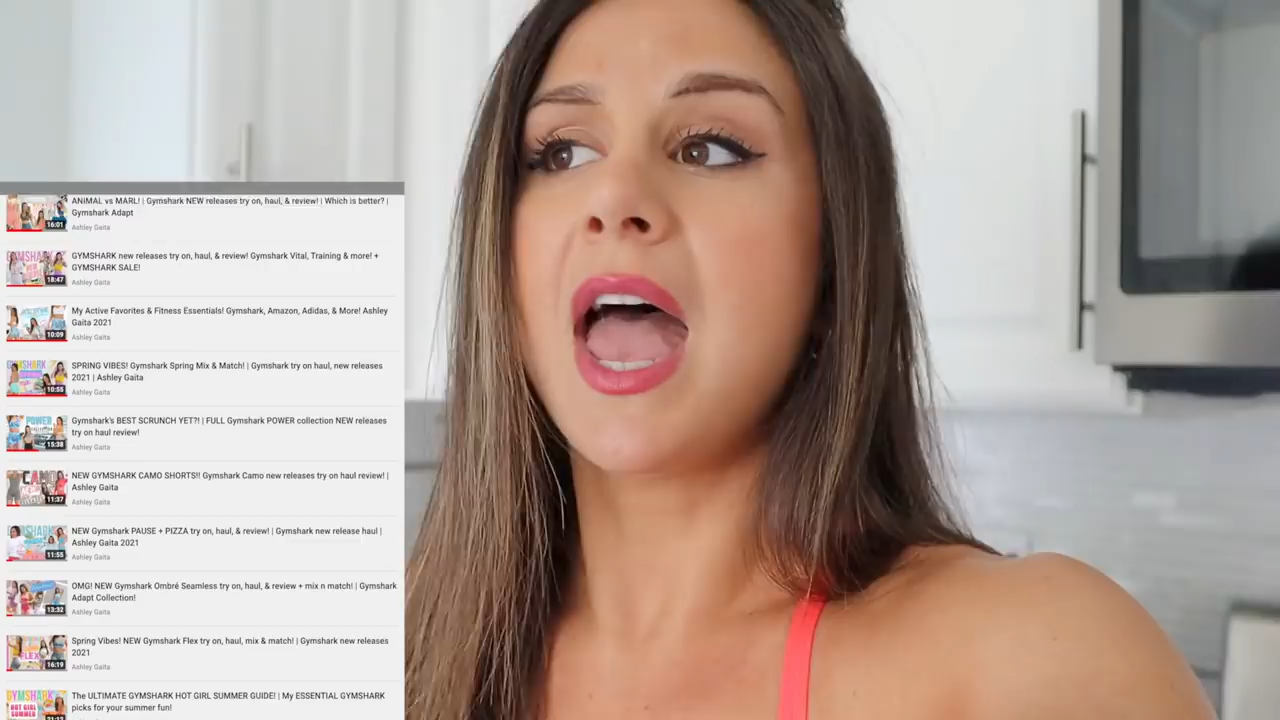 ANIMAL vs MARL! | Gymshark NEW releases try on, haul, & review! | Which is better? |
Gymshark Adapt
Ashley Gaita
16:01
GYMSHARK new releases try on, haul, & review! Gymshark Vital, Training & more! +
GYMSHARK SALE!
Ashley Gaita
18:47
My Active Favorites & Fitness Essentials! Gymshark, Amazon, Adidas, & More! Ashley
Gaita 2021
Ashley Gaita
10:09
SPRING VIBES! Gymshark Spring Mix & Match! | Gymshark try on haul, new releases
2021 | Ashley Gaita
Ashley Gaita
10:55
Gymshark's BEST SCRUNCH YET?! | FULL Gymshark POWER collection NEW releases
try on haul review!
Ashley Gaita
POWER
15:38
NEW GYMSHARK CAMO SHORTS!! Gymshark Camo new releases try on haul review! |
Ashley Gaita
Ashley Gaita
CAMO
11:37
NEW Gymshark PAUSE + PIZZA try on, haul, & review! | Gymshark new release haul |
Ashley Gaita 2021
Ashley Gaita
11:55
OMG! NEW Gymshark Ombré Seamless try on, haul, & review + mix n match! | Gymshark
Adapt Collection!
Ashley Gaita
13:32
Spring Vibes! NEW Gymshark Flex try on, haul, mix & match! | Gymshark new releases
2021
Ashley Gaita
FLEX
16:19
The ULTIMATE GYMSHARK HOT GIRL SUMMER GUIDE! | My ESSENTIAL GYMSHARK
picks for your summer fun!
GYMSHARK
HOT GIRL
SUMMER